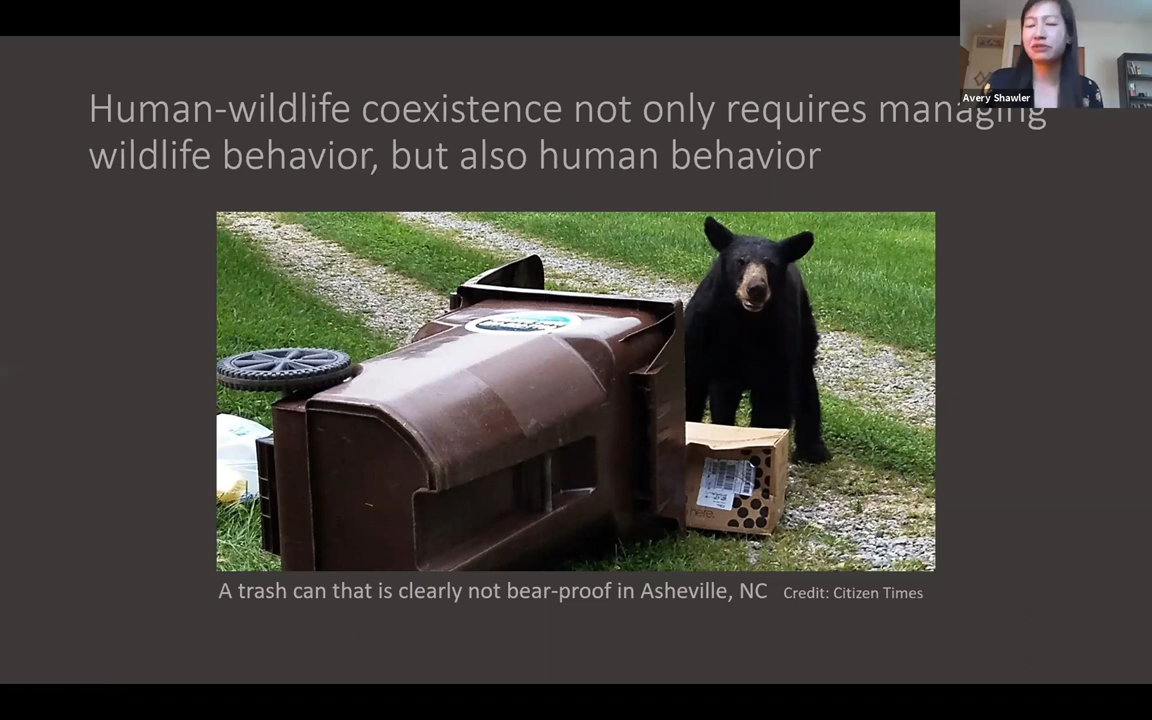 Avery Shawler
Human-wildlife coexistence not only requires managing
wildlife behavior, but also human behavior
here.
A trash can that is clearly not bear-proof in Asheville, NC Credit: Citizen Times